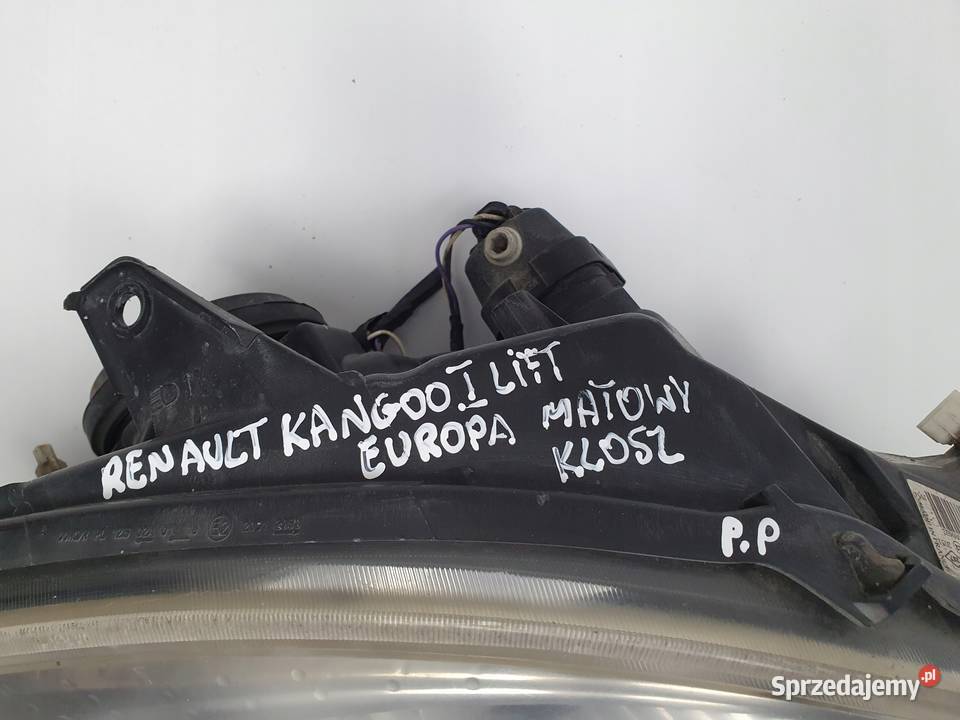 RENAULT KANGOO I LIFT
EUROPA MATOWY
KLOSZ
P.P
Sprzedajemy.pl